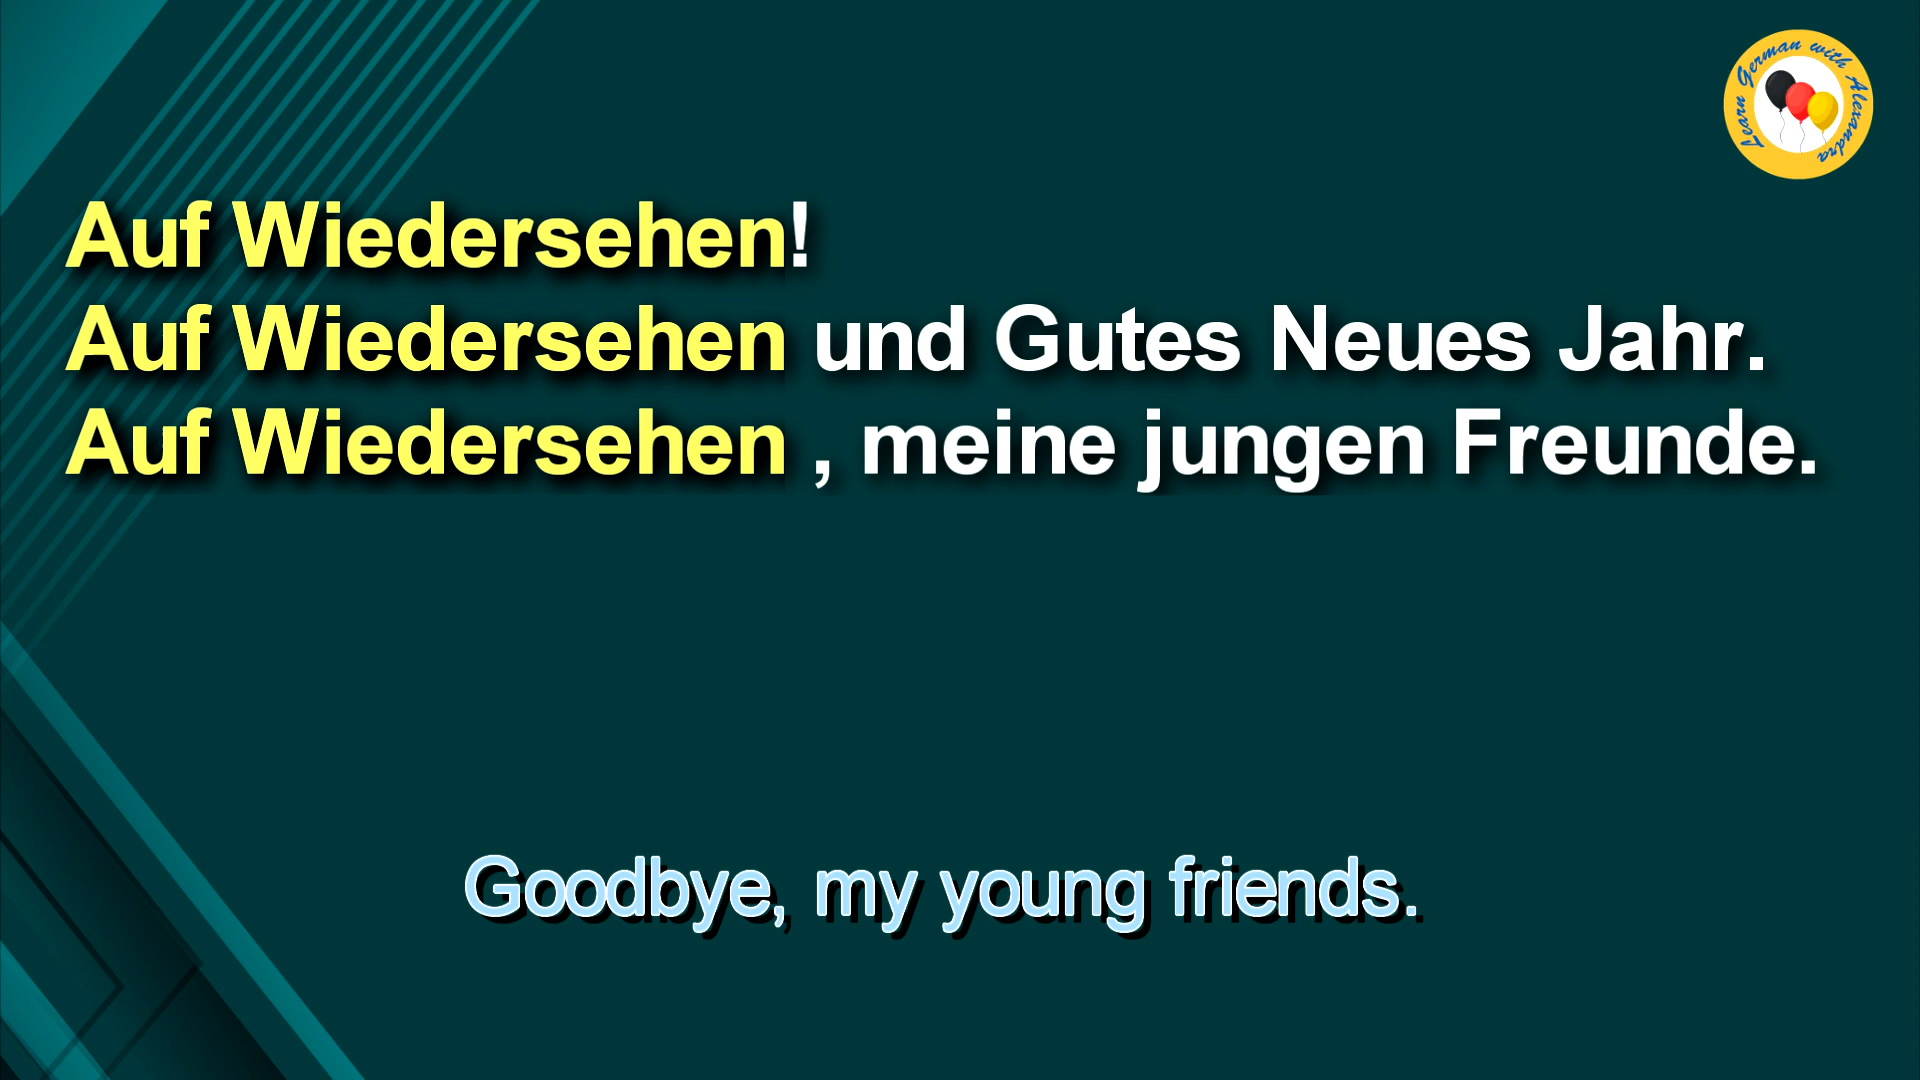 Learn German with Alexandra
Auf Wiedersehen!
Auf Wiedersehen und Gutes Neues Jahr.
Auf Wiedersehen , meine jungen Freunde.
Goodbye, my young friends.